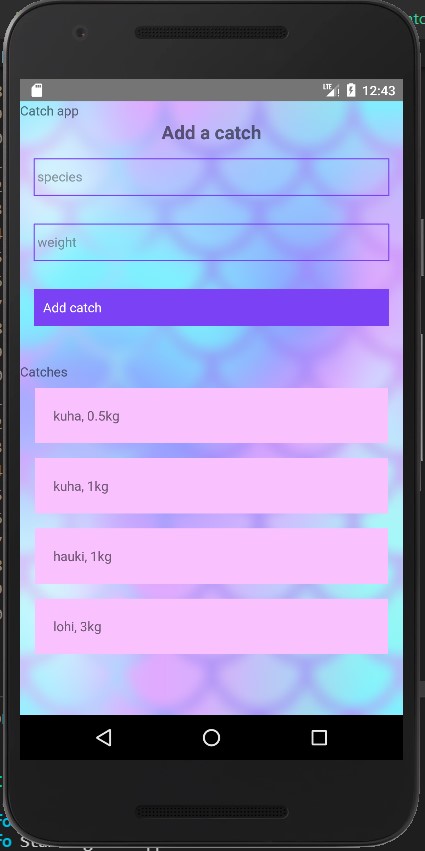 LTE 12:43
Catch app
Add a catch
species
weight
Add catch
Catches
kuha, 0.5kg
kuha, 1kg
hauki, 1kg
lohi, 3kg